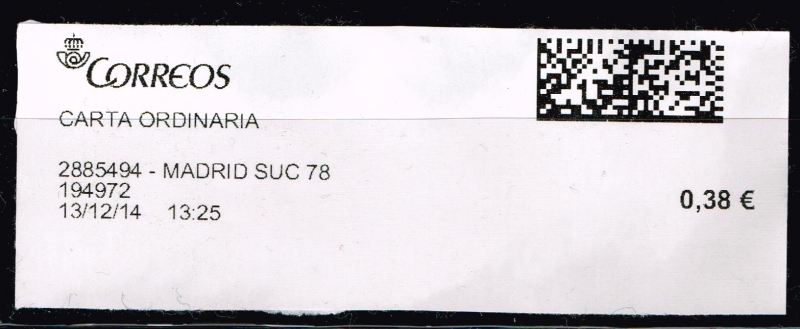 CORREOS
CARTA ORDINARIA
2885494 - MADRID SUC 78
194972
13/12/14 13:25
0,38 €